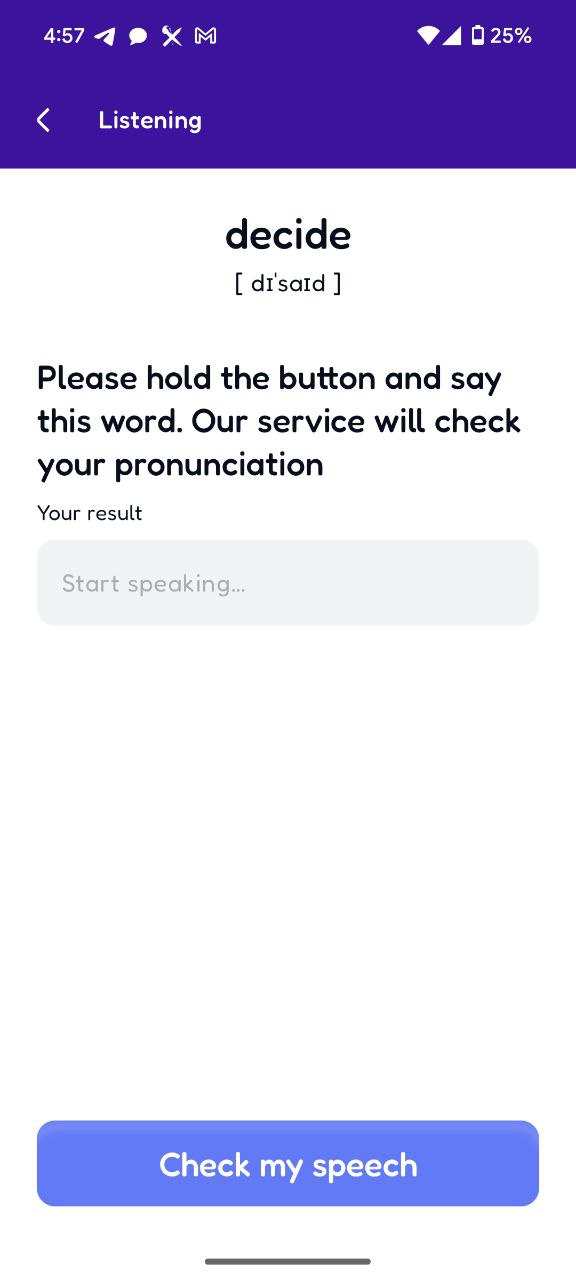 4:57 25%
Listening
decide
[ dɪˈsaɪd ]
Please hold the button and say
this word. Our service will check
your pronunciation
Your result
Start speaking...
Check my speech